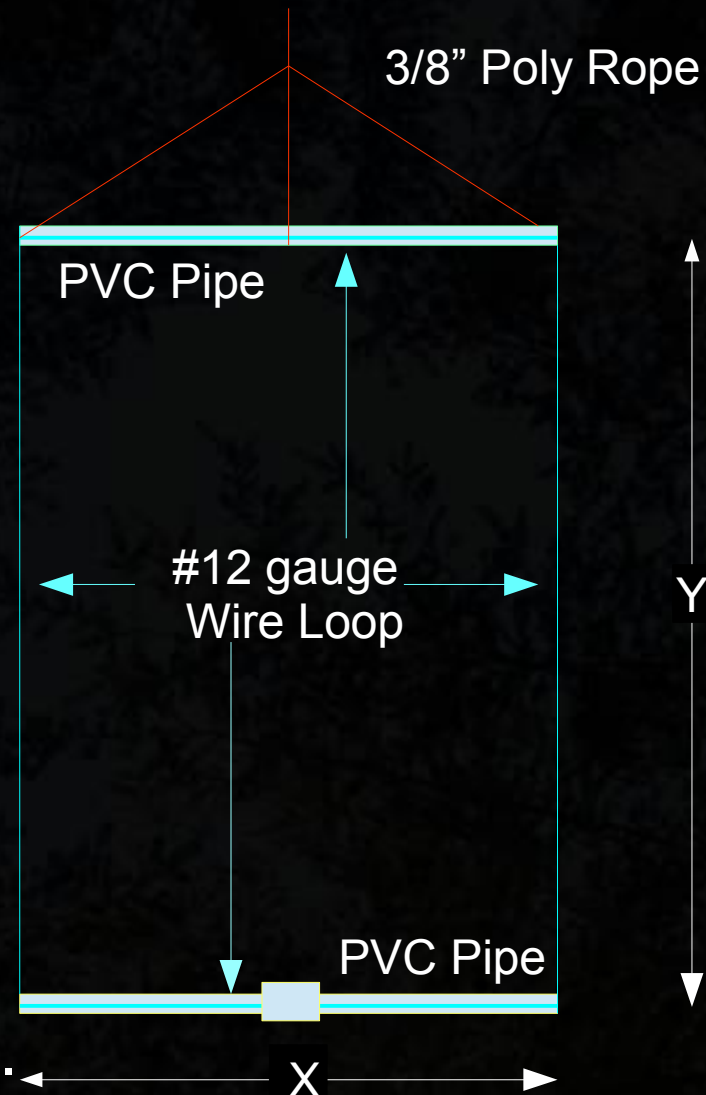 3/8” Poly Rope
PVC Pipe
#12 gauge
Wire Loop
Y
PVC Pipe
X